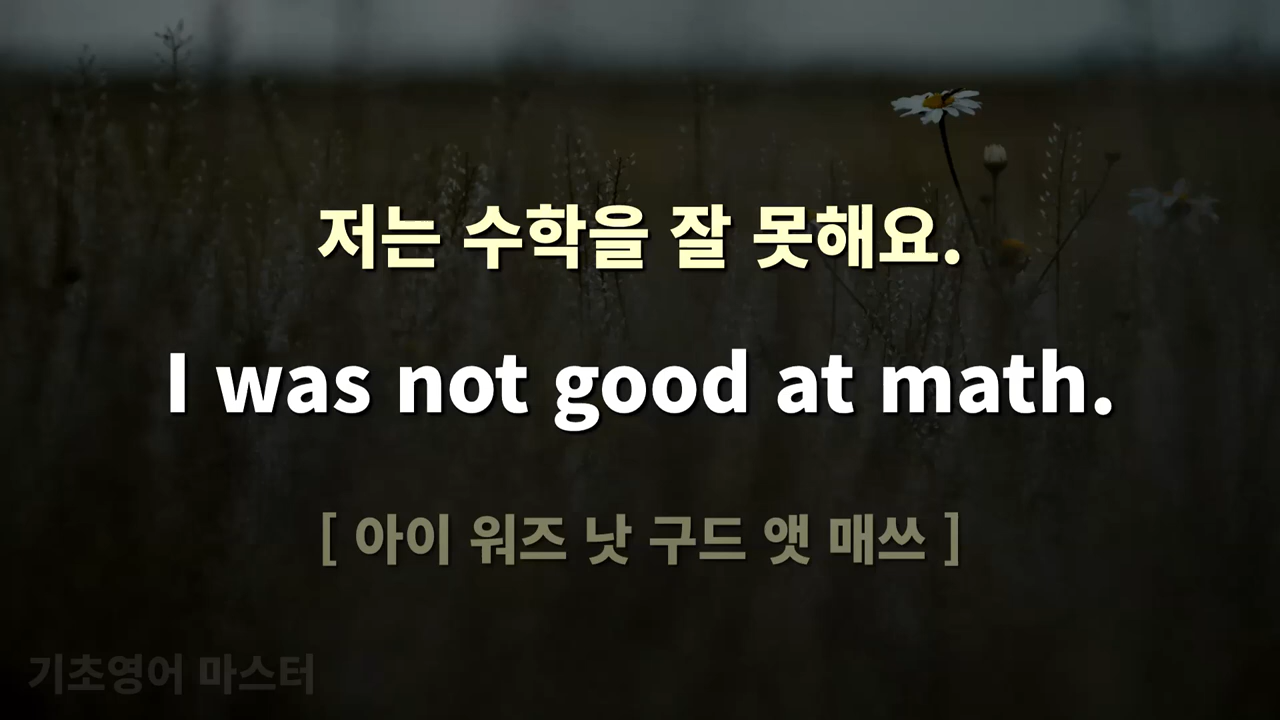 저는 수학을 잘 못해요.
I was not good at math.
[ 아이 워즈 낫 구드 앳 매쓰 ]
기초영어 마스터